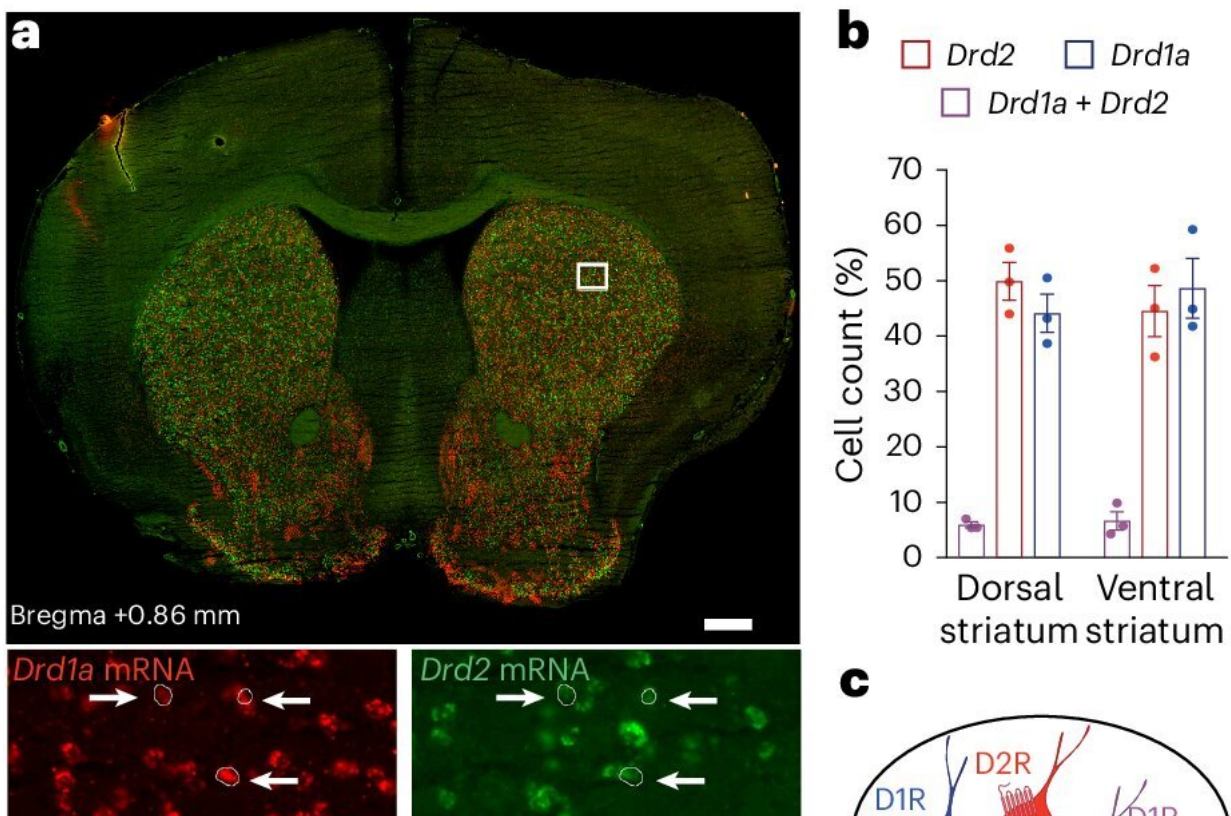 a
Bregma +0.86 mm
Drd1a mRNA
Drd2 mRNA
b
Drd2
Drd1a
Drd1a + Drd2
Cell count (%)
70
60
50
40
30
20
10
0
Dorsal striatum
Ventral striatum
c
D1R
D2R
D1R